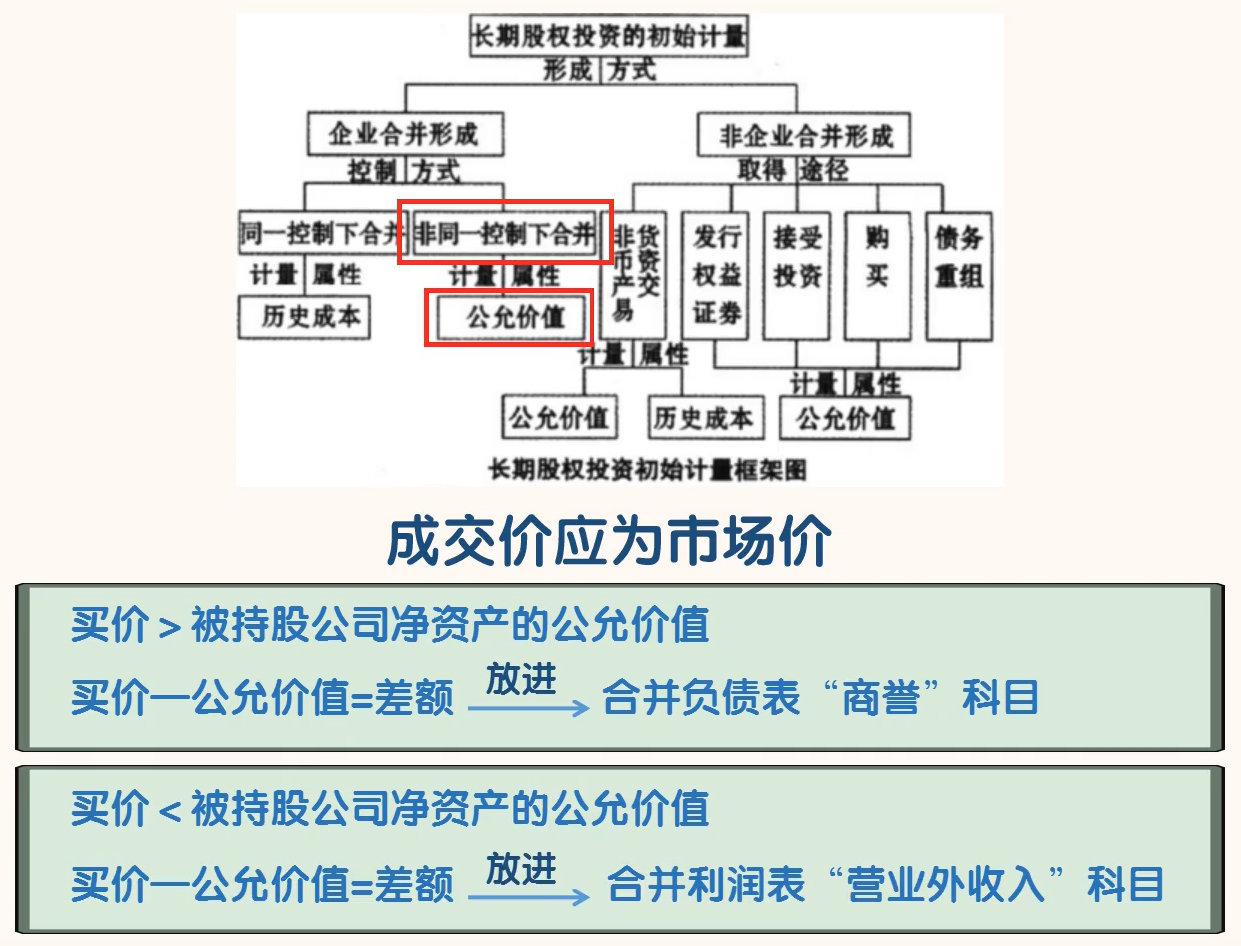 长期股权投资的初始计量
形成 方式
企业合并形成
非企业合并形成
控制 方式
取得 途径
同一控制下合并
非同一控制下合并
非货币资产交易
发行权益证券
接受投资
购买
债务重组
计量 属性
计量 属性
历史成本
公允价值
计量 属性
计量 属性
公允价值
历史成本
公允价值
长期股权投资初始计量框架图
成交价应为市场价
买价>被持股公司净资产的公允价值
放进
买价—公允价值=差额 合并负债表“商誉”科目
买价<被持股公司净资产的公允价值
放进
买价—公允价值=差额 合并利润表“营业外收入”科目